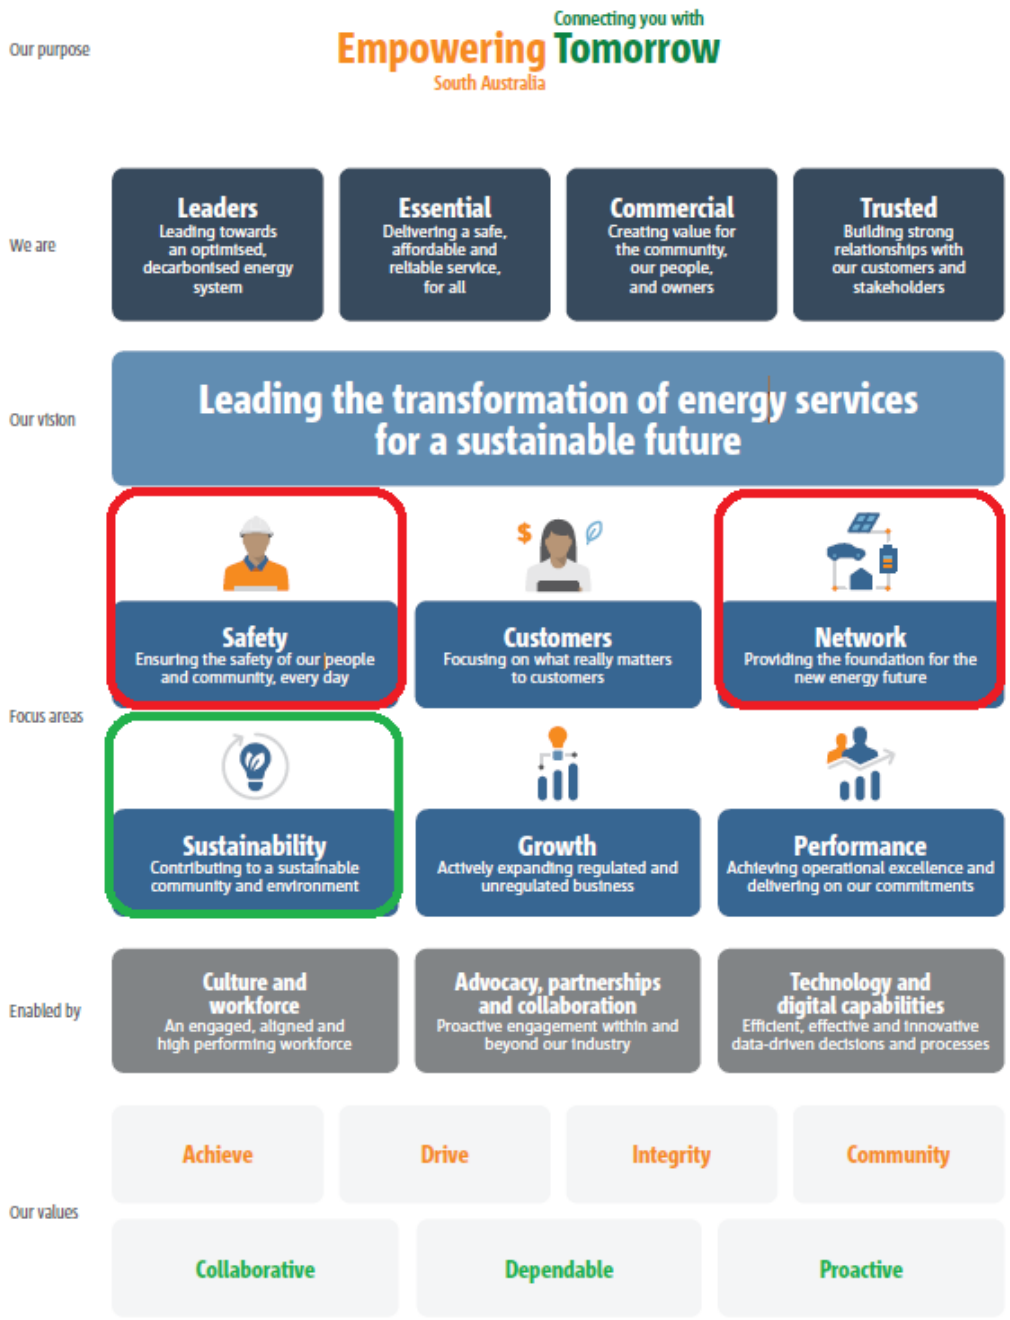 Our purpose
Connecting you with
Empowering Tomorrow
South Australia
We are
Leaders
Leading towards
an optimised,
decarbonised energy
system
Essential
Delivering a safe,
affordable and
reliable service,
for all
Commercial
Creating value for
the community,
our people,
and owners
Trusted
Building strong
relationships with
our customers and
stakeholders
Our vision
Leading the transformation of energy services
for a sustainable future
Focus areas
$
Safety
Ensuring the safety of our people
and community, every day
Customers
Focusing on what really matters
to customers
Network
Providing the foundation for the
new energy future
Sustainability
Contributing to a sustainable
community and environment
Growth
Actively expanding regulated and
unregulated business
Performance
Achieving operational excellence and
delivering on our commitments
Enabled by
Culture and
workforce
An engaged, aligned and
high performing workforce
Advocacy, partnerships
and collaboration
Proactive engagement within and
beyond our industry
Technology and
digital capabilities
Efficient, effective and innovative
data-driven decisions and processes
Our values
Achieve
Drive
Integrity
Community
Collaborative
Dependable
Proactive